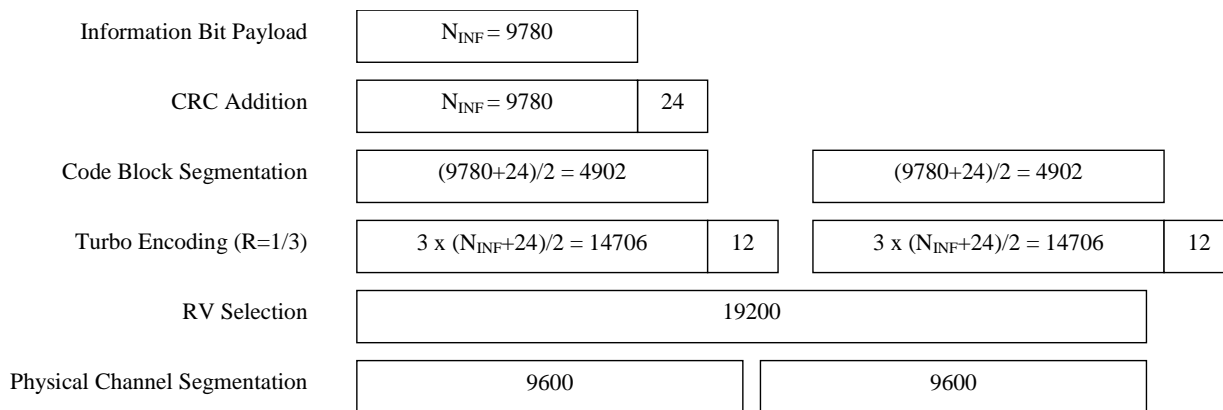 Information Bit Payload
N_INF = 9780
CRC Addition
N_INF = 9780
24
Code Block Segmentation
(9780+24)/2 = 4902
(9780+24)/2 = 4902
Turbo Encoding (R=1/3)
3 x (N_INF+24)/2 = 14706
12
3 x (N_INF+24)/2 = 14706
12
RV Selection
19200
Physical Channel Segmentation
9600
9600